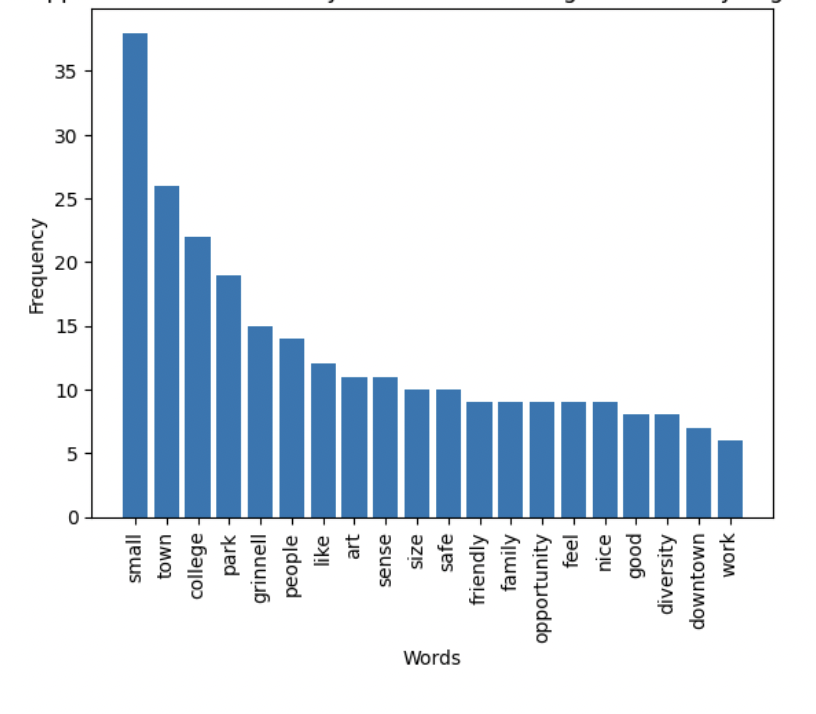 35
30
25
20
15
10
5
0
Frequency
small
town
college
park
grinnell
people
like
art
sense
size
safe
friendly
family
opportunity
feel
nice
good
diversity
downtown
work
Words